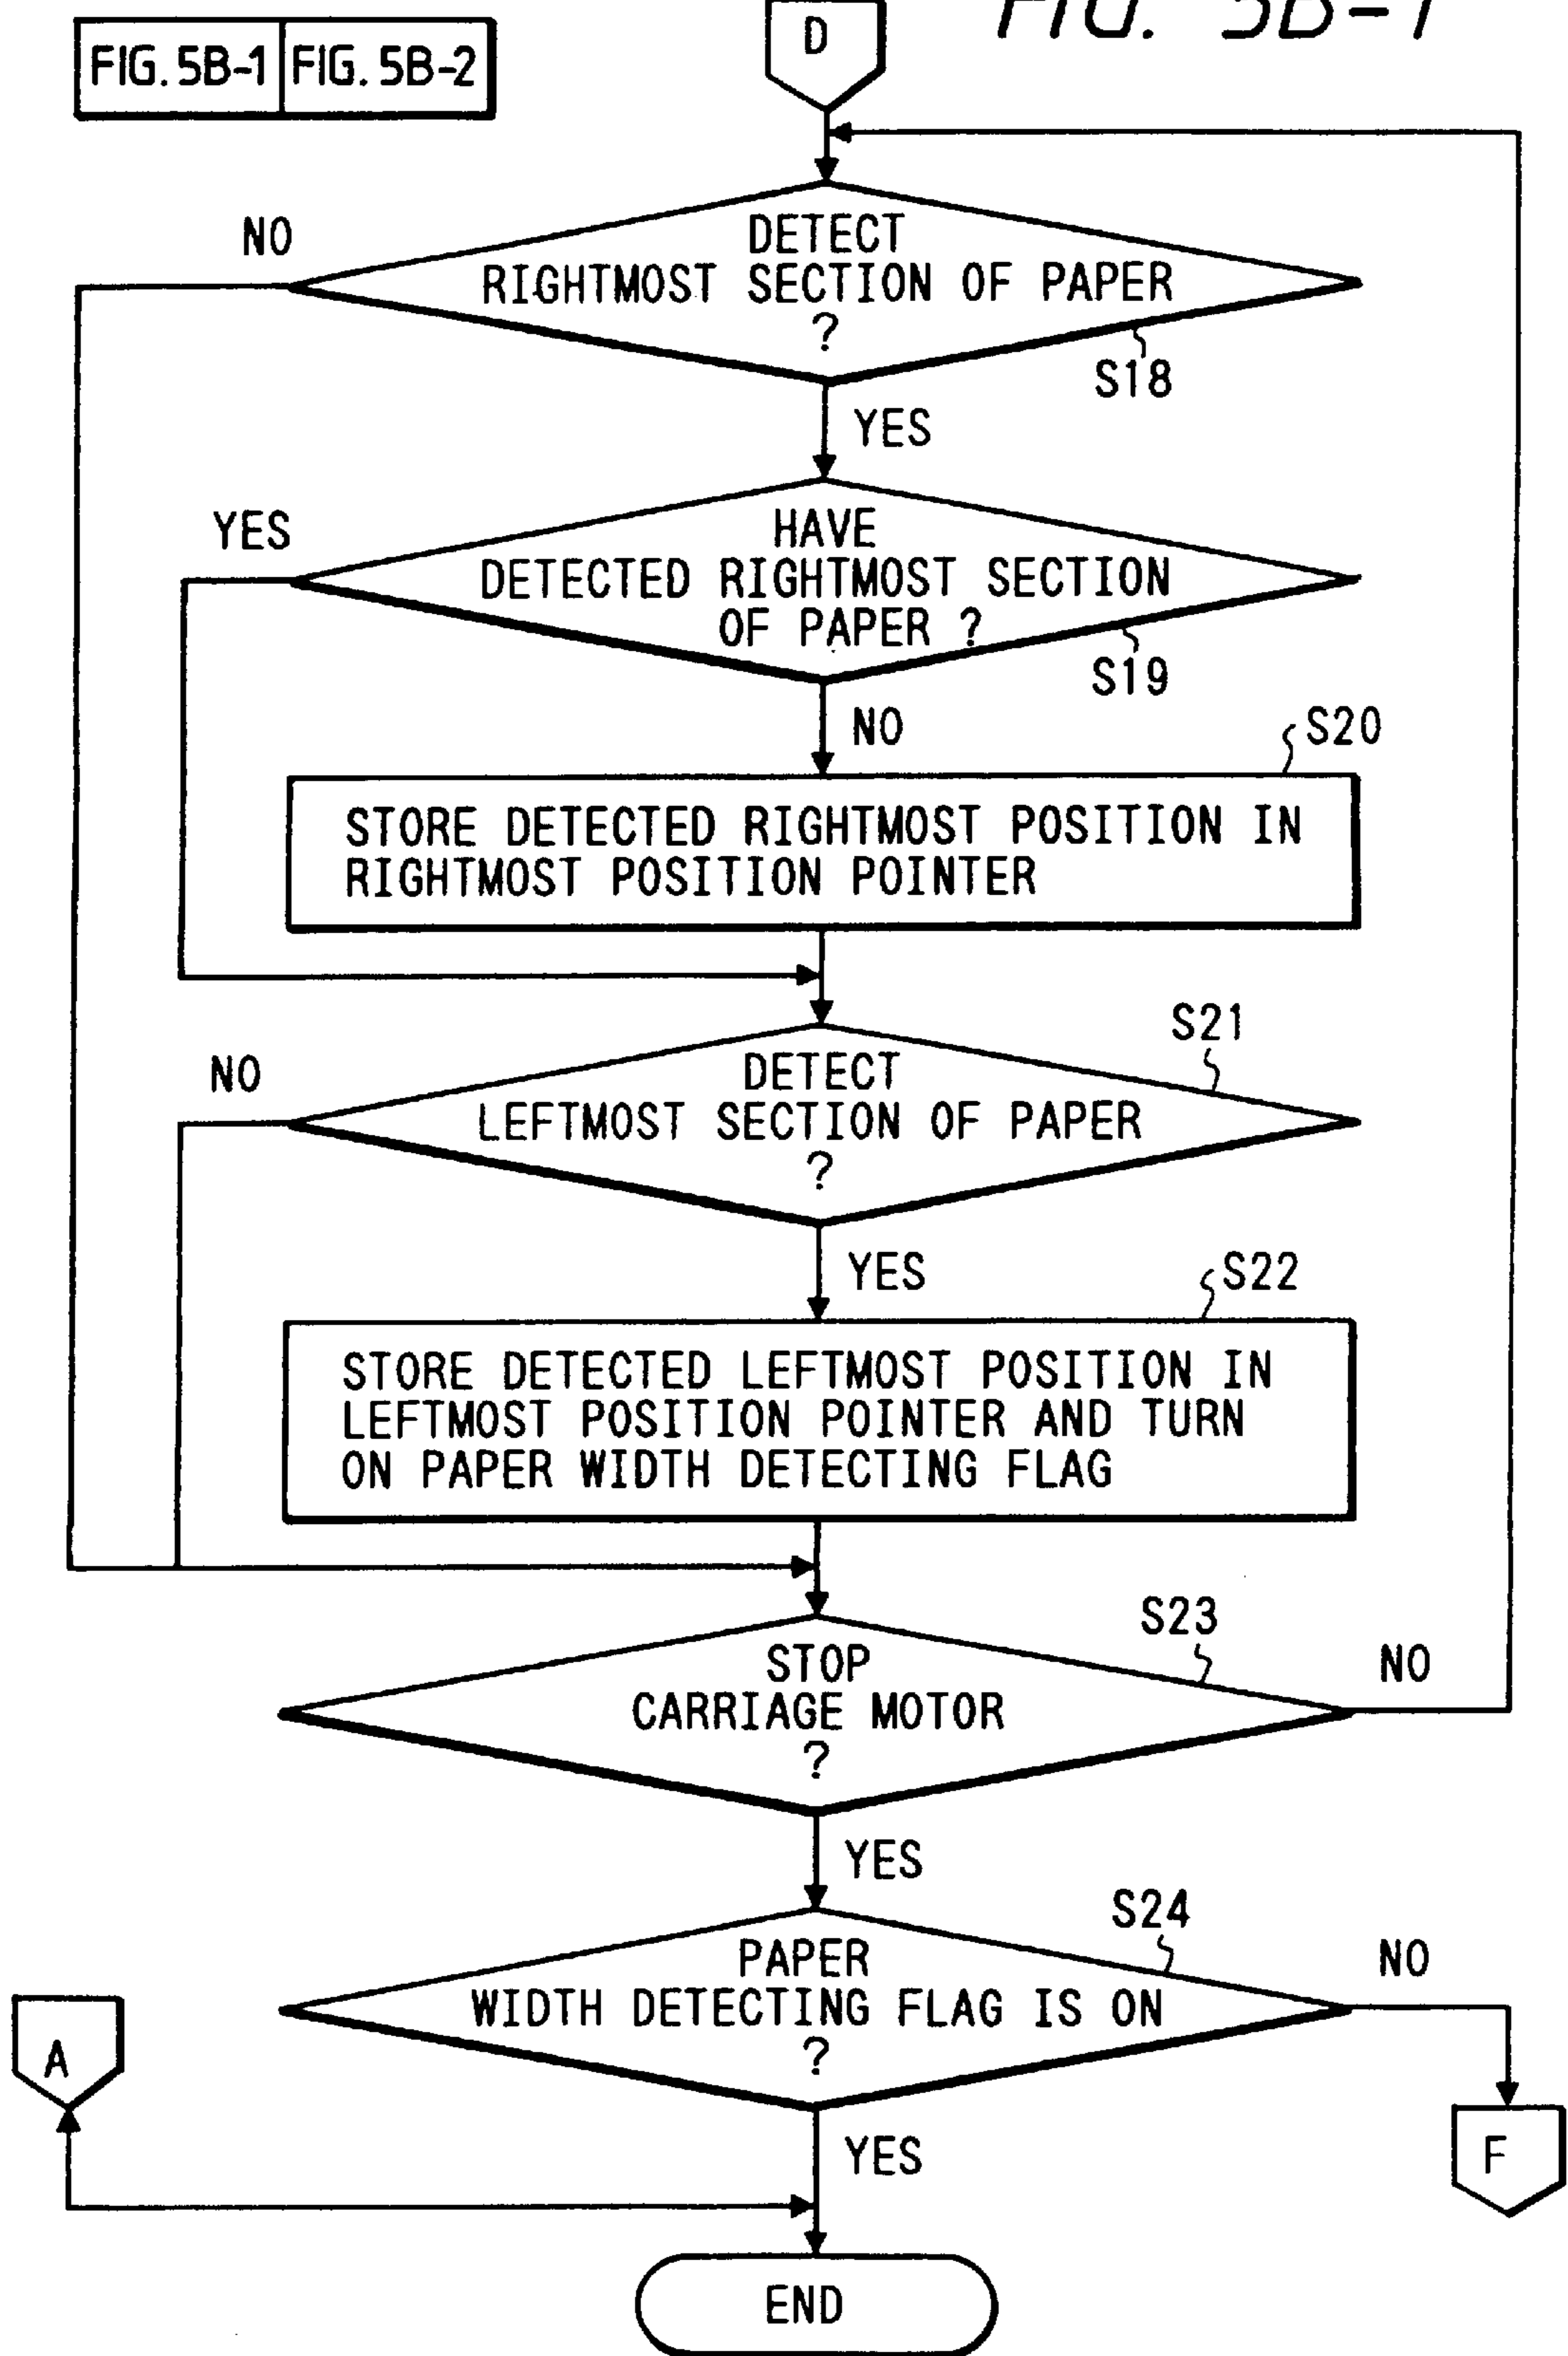 FIG. 5B-1
FIG. 5B-1 FIG. 5B-2
D
DETECT
RIGHTMOST SECTION OF PAPER
?
NO
S18
YES
HAVE
DETECTED RIGHTMOST SECTION
OF PAPER ?
YES
S19
NO
S20
STORE DETECTED RIGHTMOST POSITION IN
RIGHTMOST POSITION POINTER
S21
DETECT
LEFTMOST SECTION OF PAPER
?
NO
YES
S22
STORE DETECTED LEFTMOST POSITION IN
LEFTMOST POSITION POINTER AND TURN
ON PAPER WIDTH DETECTING FLAG
S23
STOP
CARRIAGE MOTOR
?
NO
YES
S24
PAPER
WIDTH DETECTING FLAG IS ON
?
NO
A
YES
F
END